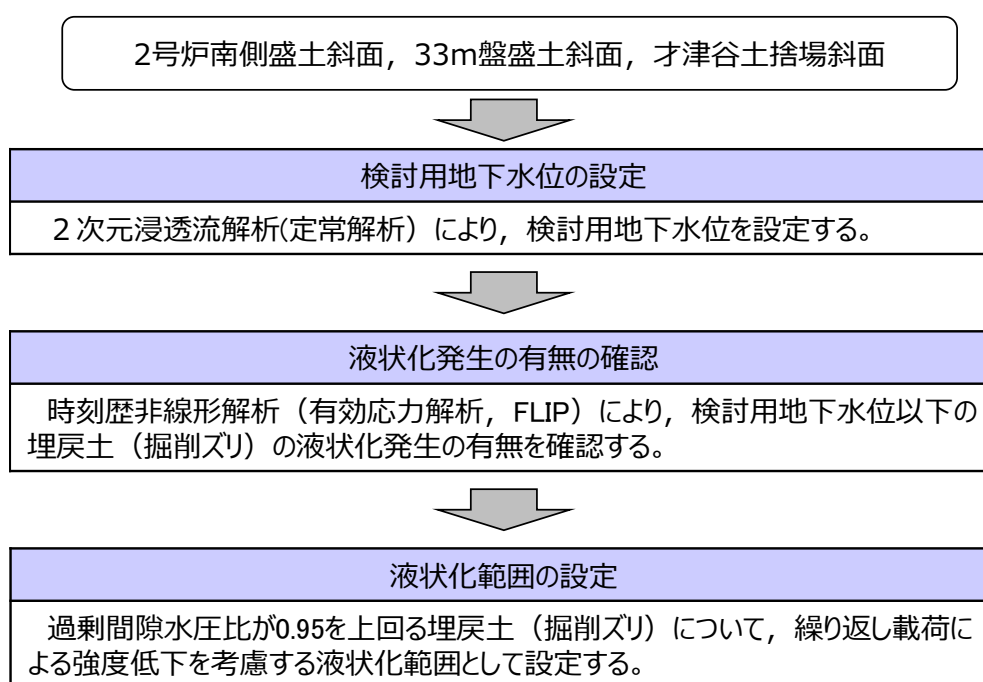 2号炉南側盛土斜面，33m盤盛土斜面，才津谷土捨場斜面
検討用地下水位の設定
２次元浸透流解析(定常解析）により，検討用地下水位を設定する。
液状化発生の有無の確認
時刻歴非線形解析（有効応力解析，FLIP）により，検討用地下水位以下の
埋戻土（掘削ズリ）の液状化発生の有無を確認する。
液状化範囲の設定
過剰間隙水圧比が0.95を上回る埋戻土（掘削ズリ）について，繰り返し載荷に
よる強度低下を考慮する液状化範囲として設定する。